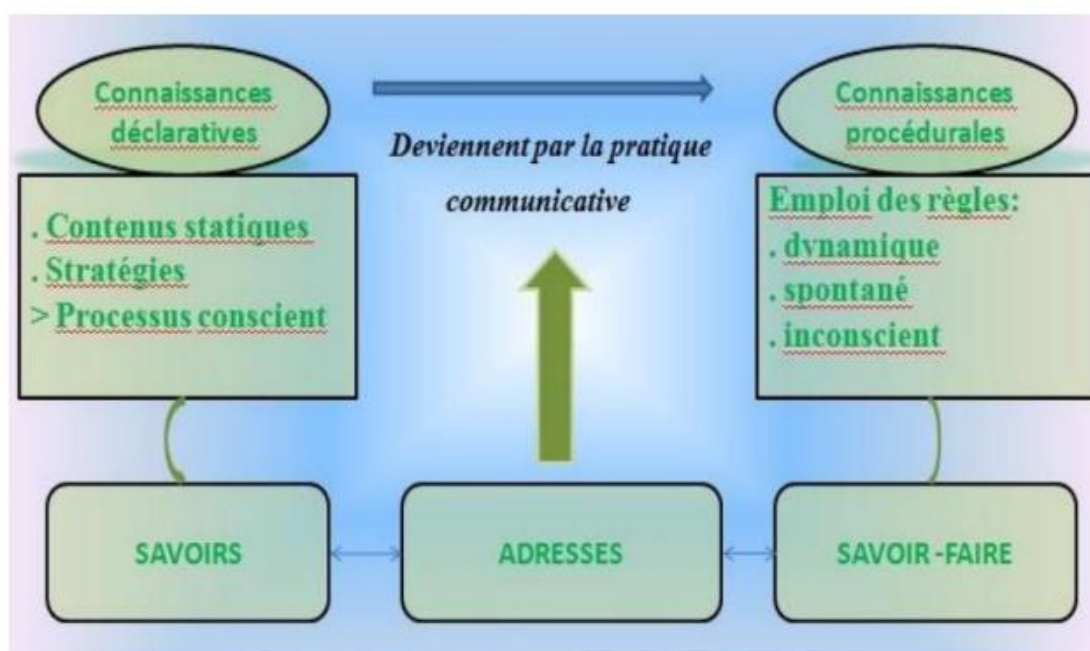 Connaissances
déclaratives
Deviennent par la pratique
communicative
Connaissances
procédurales
. Contenus statiques
. Stratégies
> Processus conscient
Emploi des règles:
. dynamique
. spontané
. inconscient
SAVOIRS
ADRESSES
SAVOIR -FAIRE